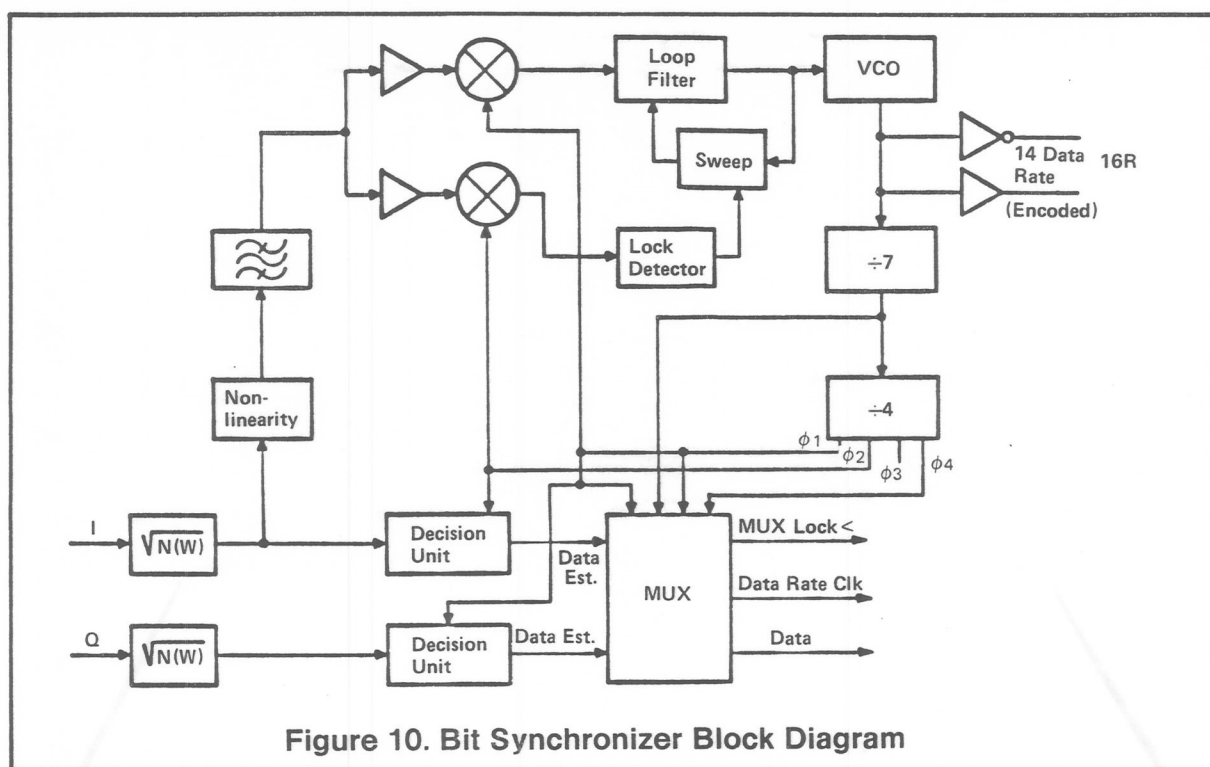 Loop
Filter
VCO
Sweep
14 Data 16R
Rate
(Encoded)
Lock
Detector
÷7
Non-
linearity
÷4
φ1
φ2
φ3
φ4
I
√N(W)
Decision
Unit
Data
Est.
MUX
MUX Lock<
Data Rate Clk
Data
Q
√N(W)
Decision
Unit
Data Est.
Figure 10. Bit Synchronizer Block Diagram